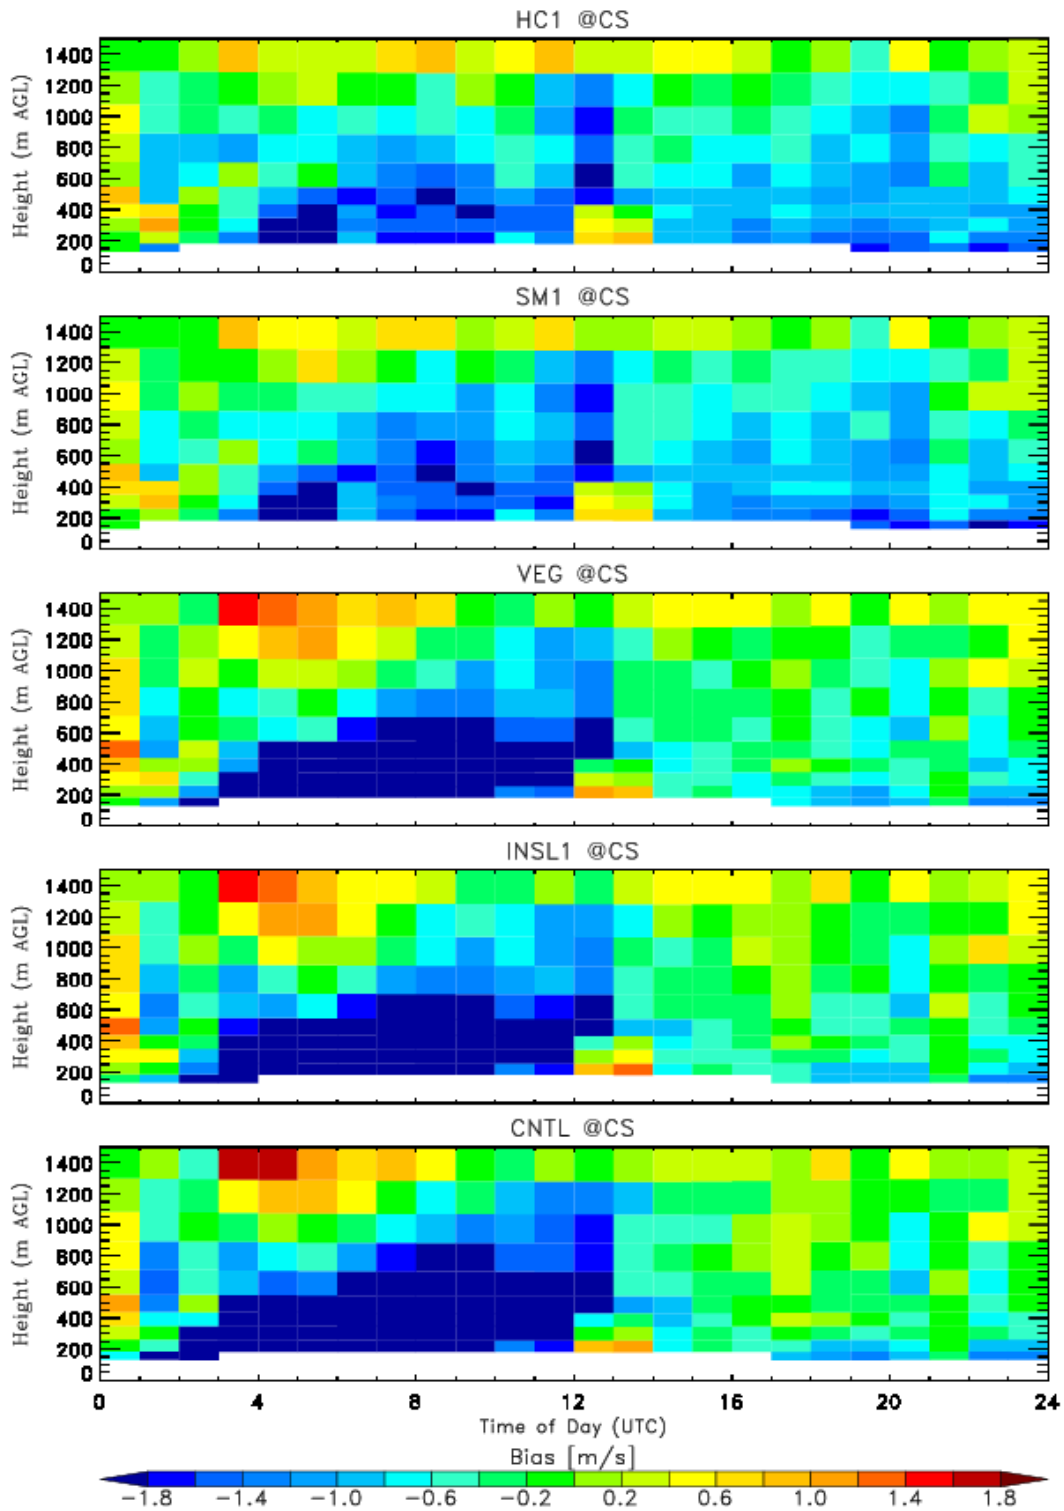 HC1 @CS
Height (m AGL)
1400
1200
1000
800
600
400
200
0
SM1 @CS
Height (m AGL)
1400
1200
1000
800
600
400
200
0
VEG @CS
Height (m AGL)
1400
1200
1000
800
600
400
200
0
INSL1 @CS
Height (m AGL)
1400
1200
1000
800
600
400
200
0
CNTL @CS
Height (m AGL)
1400
1200
1000
800
600
400
200
0
0 4 8 12 16 20 24
Time of Day (UTC)
Bias [m/s]
−1.8 −1.4 −1.0 −0.6 −0.2 0.2 0.6 1.0 1.4 1.8